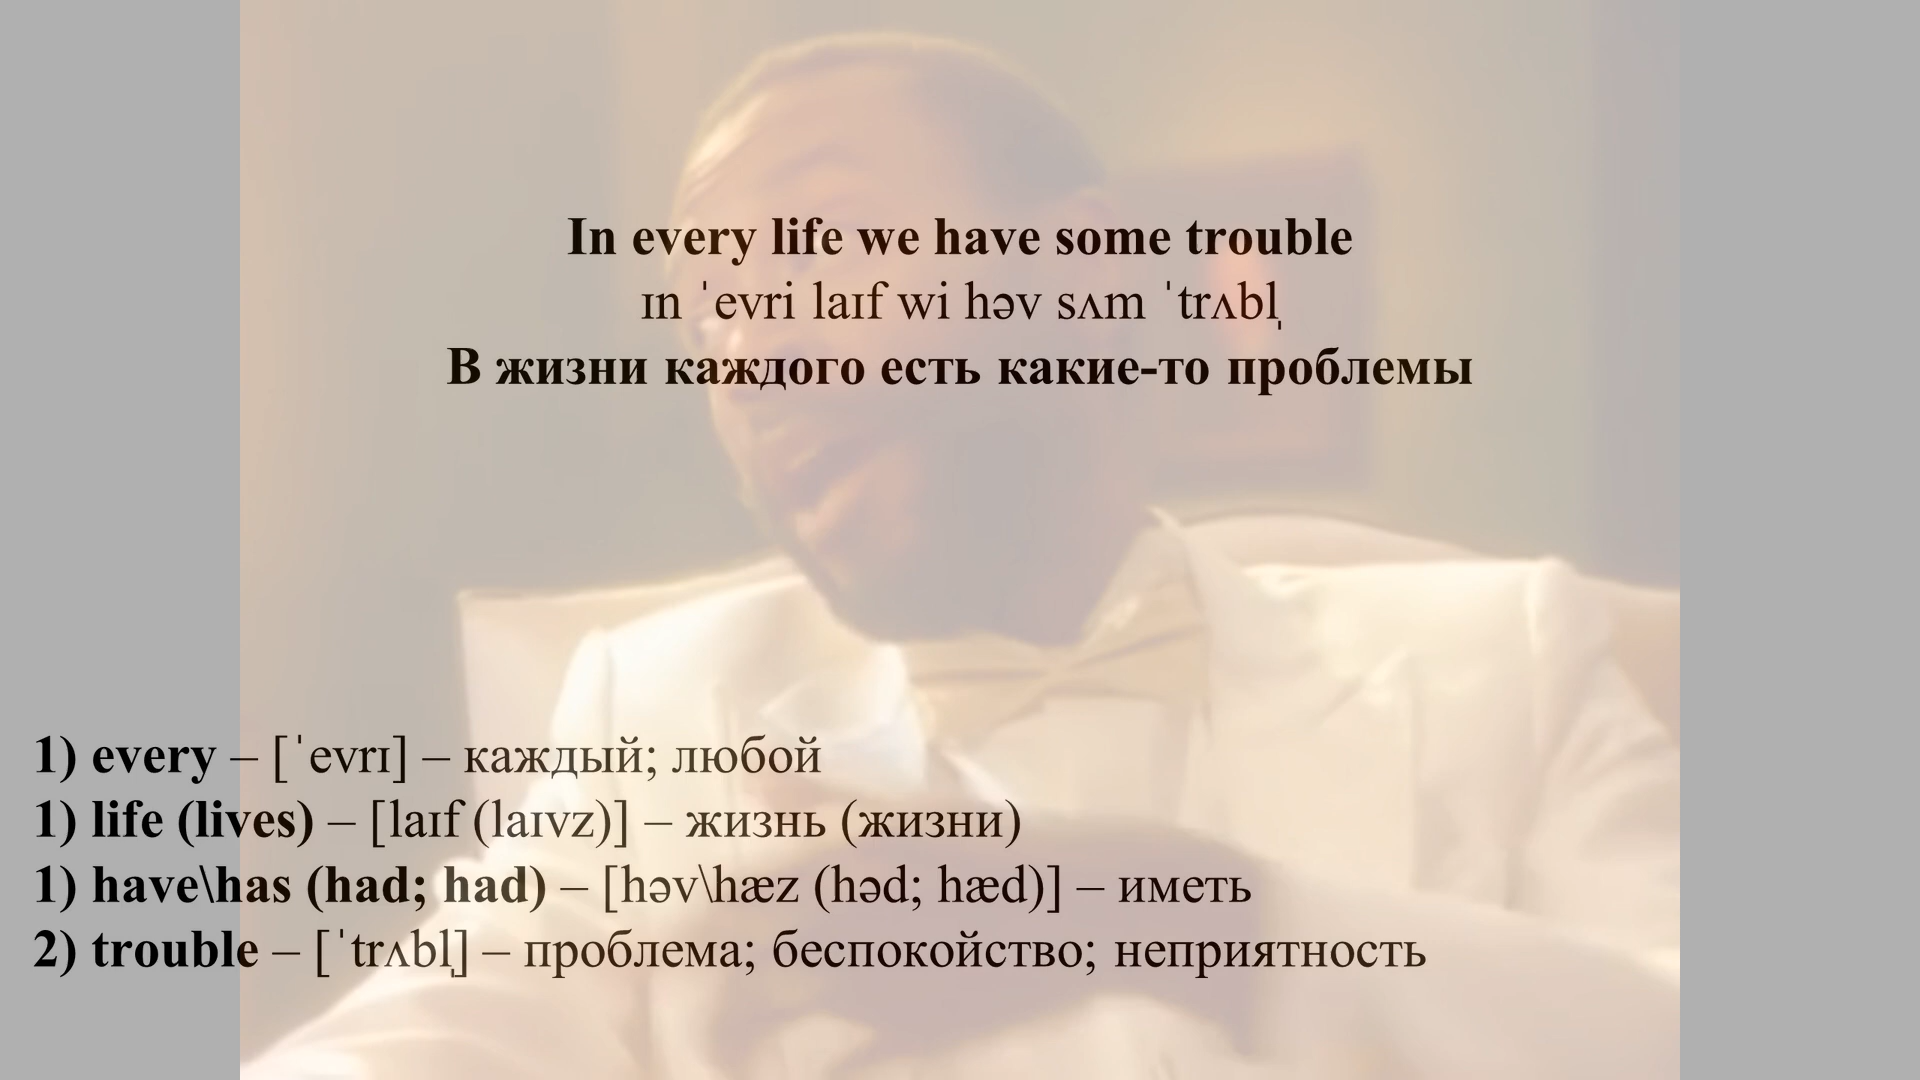 In every life we have some trouble
ɪn ˈevri laɪf wi həv sʌm ˈtrʌbl̩
В жизни каждого есть какие-то проблемы
1) every – [ˈevrɪ] – каждый; любой
1) life (lives) – [laɪf (laɪvz)] – жизнь (жизни)
1) have\has (had; had) – [həv\hæz (həd; hæd)] – иметь
2) trouble – [ˈtrʌbl̩] – проблема; беспокойство; неприятность